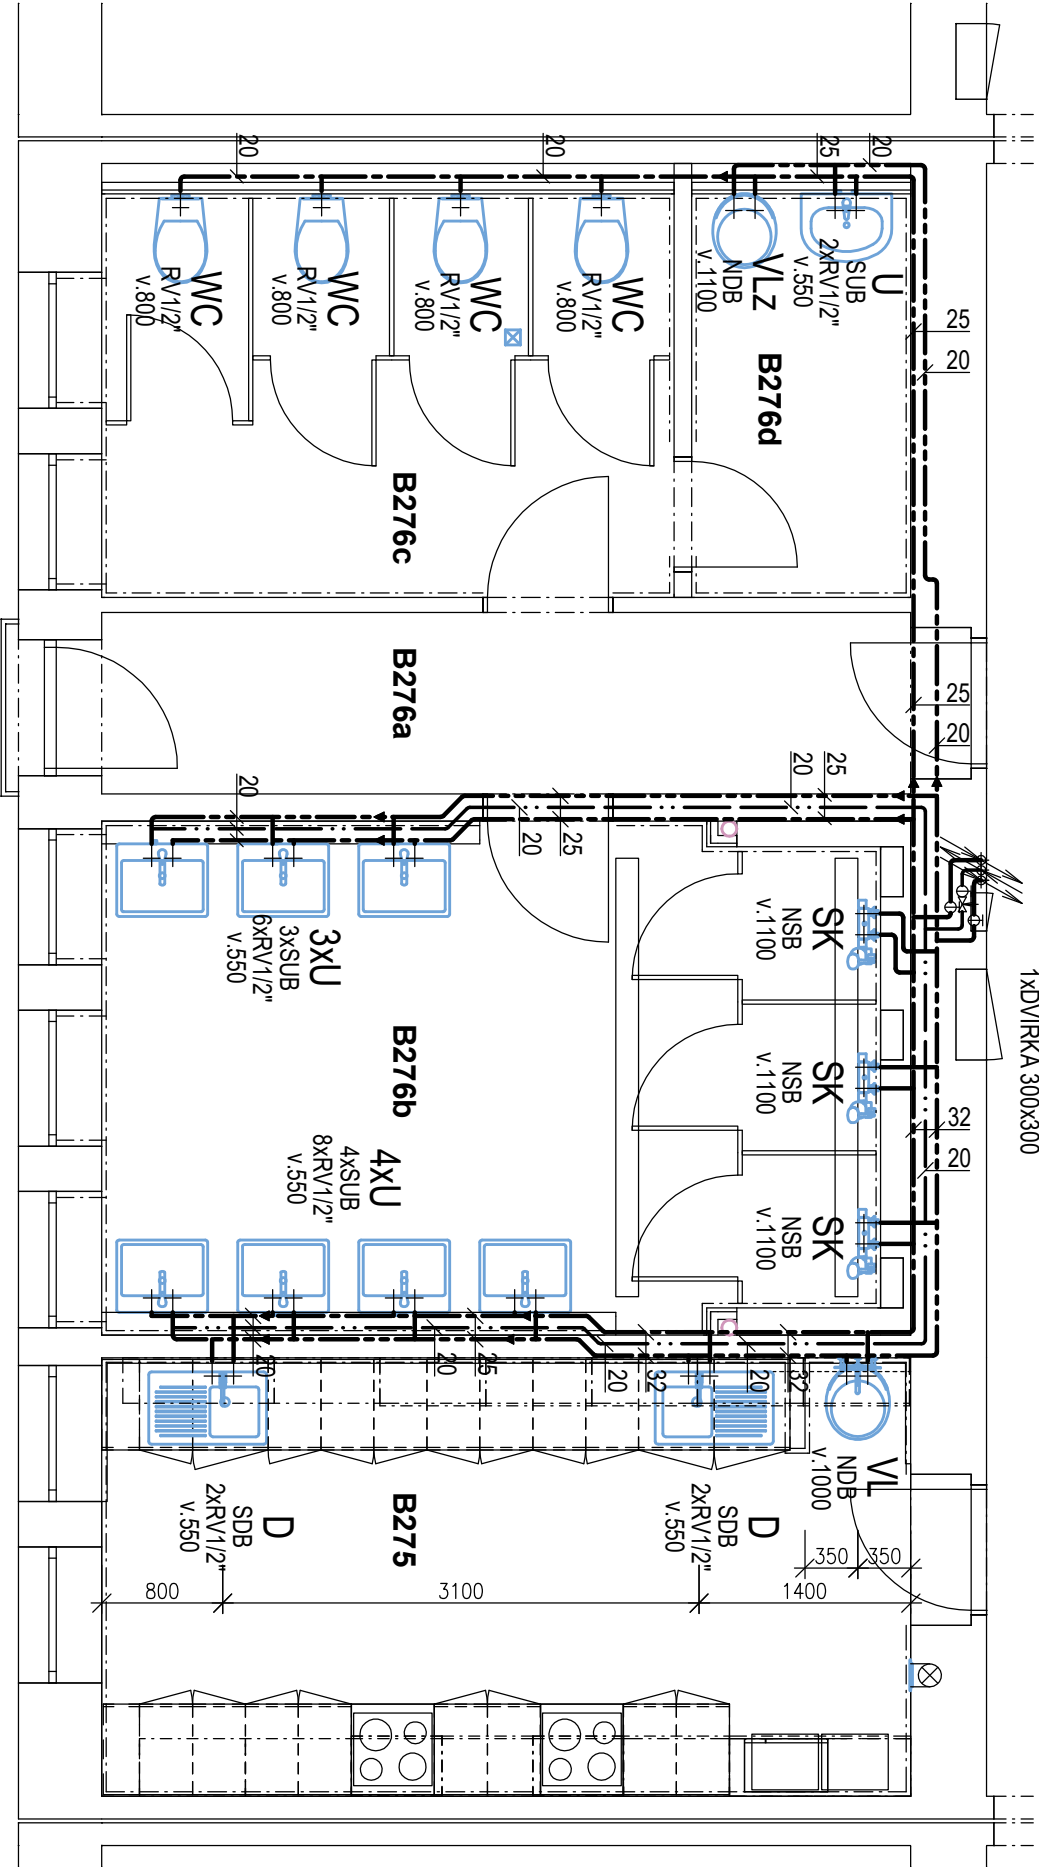 20
20
25
20
WC
RV1/2"
v.800
WC
RV1/2"
v.800
WC
RV1/2"
v.800
WC
RV1/2"
v.800
VLz
NDB
v.1100
U
SUB
2xRV1/2"
v.550
25
20
B276d
B276c
B276a
25
20
20
25
20
20
25
3xU
3xSUB
6xRV1/2"
v.550
SK
NSB
v.1100
SK
NSB
v.1100
SK
NSB
v.1100
1xDVÍŘKA 300x300
B276b
32
20
4xU
4xSUB
8xRV1/2"
v.550
20
20
25
20
32
20
32
VL
NDB
v.1000
D
SDB
2xRV1/2"
v.550
B275
D
SDB
2xRV1/2"
v.550
350
350
800
3100
1400